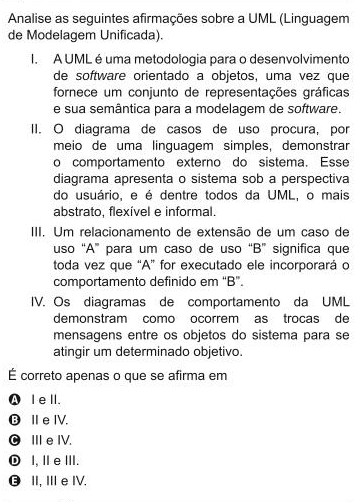 Analise as seguintes afirmações sobre a UML (Linguagem
de Modelagem Unificada).
I. A UML é uma metodologia para o desenvolvimento
de software orientado a objetos, uma vez que
fornece um conjunto de representações gráficas
e sua semântica para a modelagem de software.
II. O diagrama de casos de uso procura, por
meio de uma linguagem simples, demonstrar
o comportamento externo do sistema. Esse
diagrama apresenta o sistema sob a perspectiva
do usuário, e é dentre todos da UML, o mais
abstrato, flexível e informal.
III. Um relacionamento de extensão de um caso de
uso “A” para um caso de uso “B” significa que
toda vez que “A” for executado ele incorporará o
comportamento definido em “B”.
IV. Os diagramas de comportamento da UML
demonstram como ocorrem as trocas de
mensagens entre os objetos do sistema para se
atingir um determinado objetivo.
É correto apenas o que se afirma em
A I e II.
B II e IV.
C III e IV.
D I, II e III.
E II, III e IV.